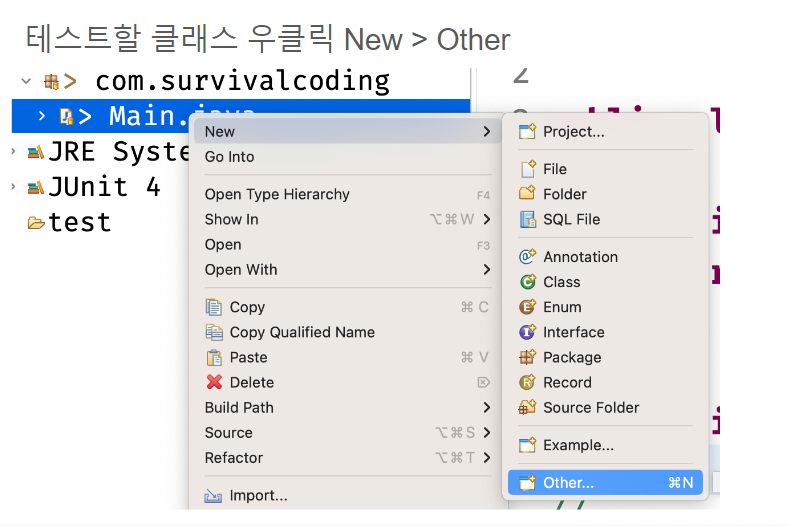 테스트할 클래스 우클릭 New > Other
com.survivalcoding
Main.java
JRE Syste
JUnit 4
test
2
New
Go Into
Open Type Hierarchy F4
Show In ⌥⌘W
Open F3
Open With
Copy ⌘C
Copy Qualified Name
Paste ⌘V
Delete ⌦
Build Path
Source ⌥⌘S
Refactor ⌥⌘T
Import...
Project...
File
Folder
SQL File
Annotation
Class
Enum
Interface
Package
Record
Source Folder
Example...
Other... ⌘N
//